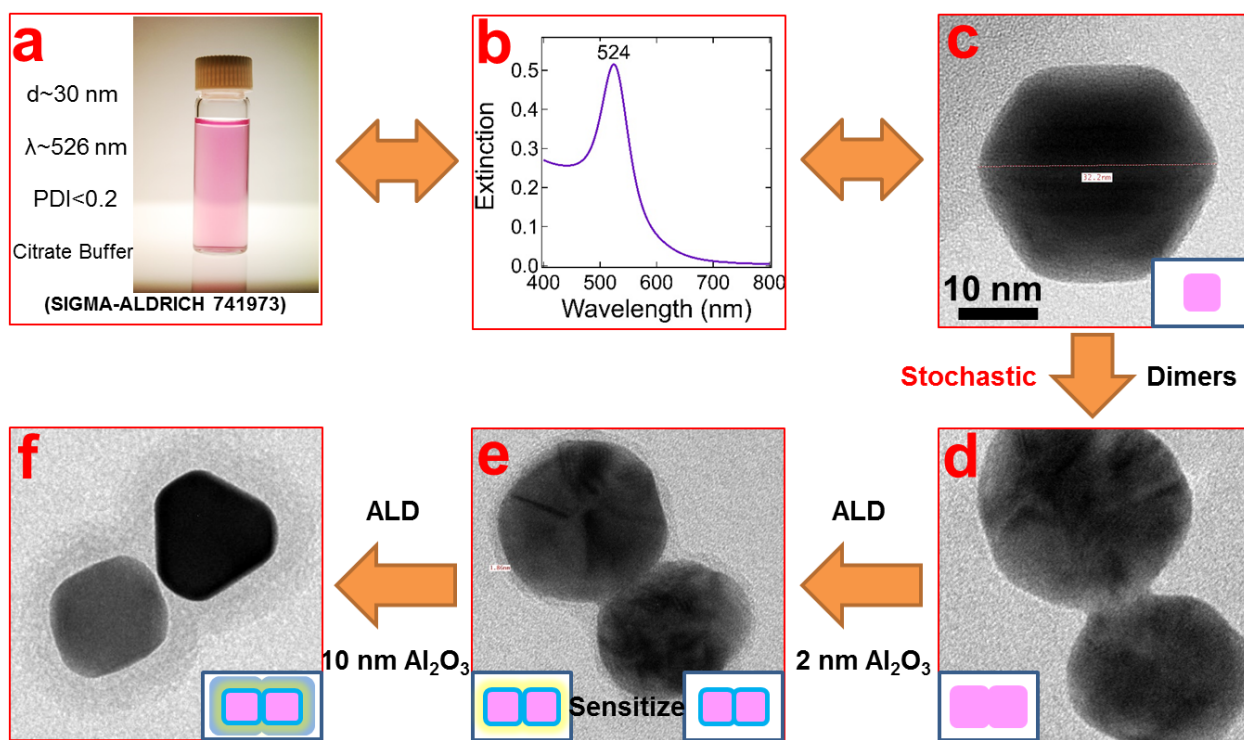 a
d~30 nm
λ~526 nm
PDI<0.2
Citrate Buffer
(SIGMA-ALDRICH 741973)
b
524
Extinction
0.5
0.4
0.3
0.2
0.1
0.0
400 500 600 700 800
Wavelength (nm)
c
32.2nm
10 nm
Stochastic
Dimers
f
ALD
10 nm Al₂O₃
e
Sensitize
ALD
2 nm Al₂O₃
d